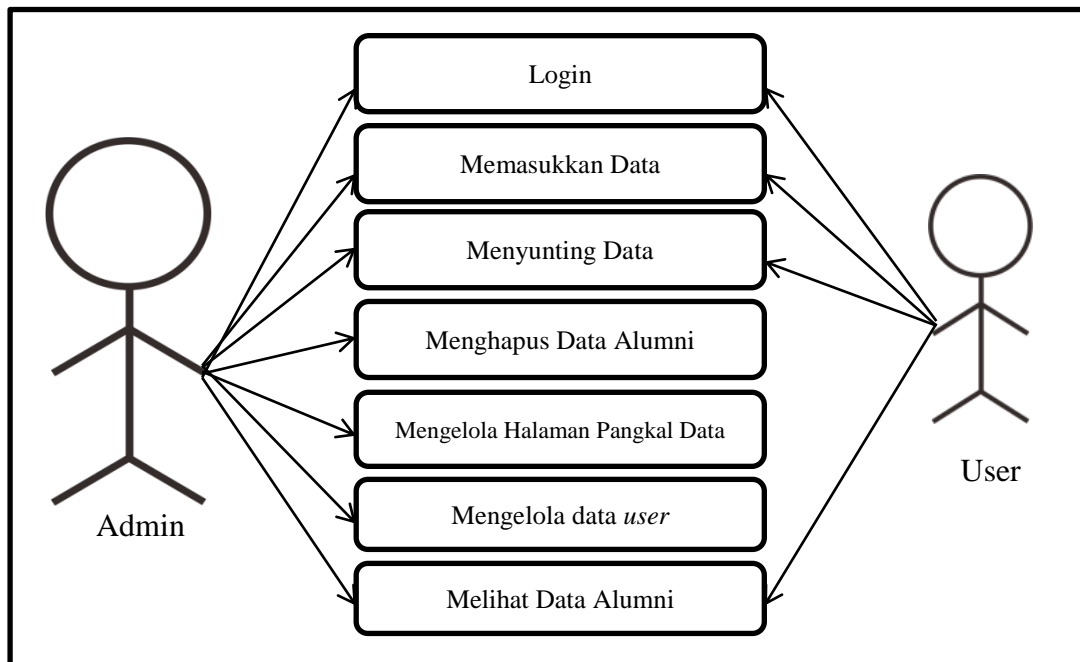 Login
Memasukkan Data
Menyunting Data
Menghapus Data Alumni
Mengelola Halaman Pangkal Data
Mengelola data user
Melihat Data Alumni
Admin
User